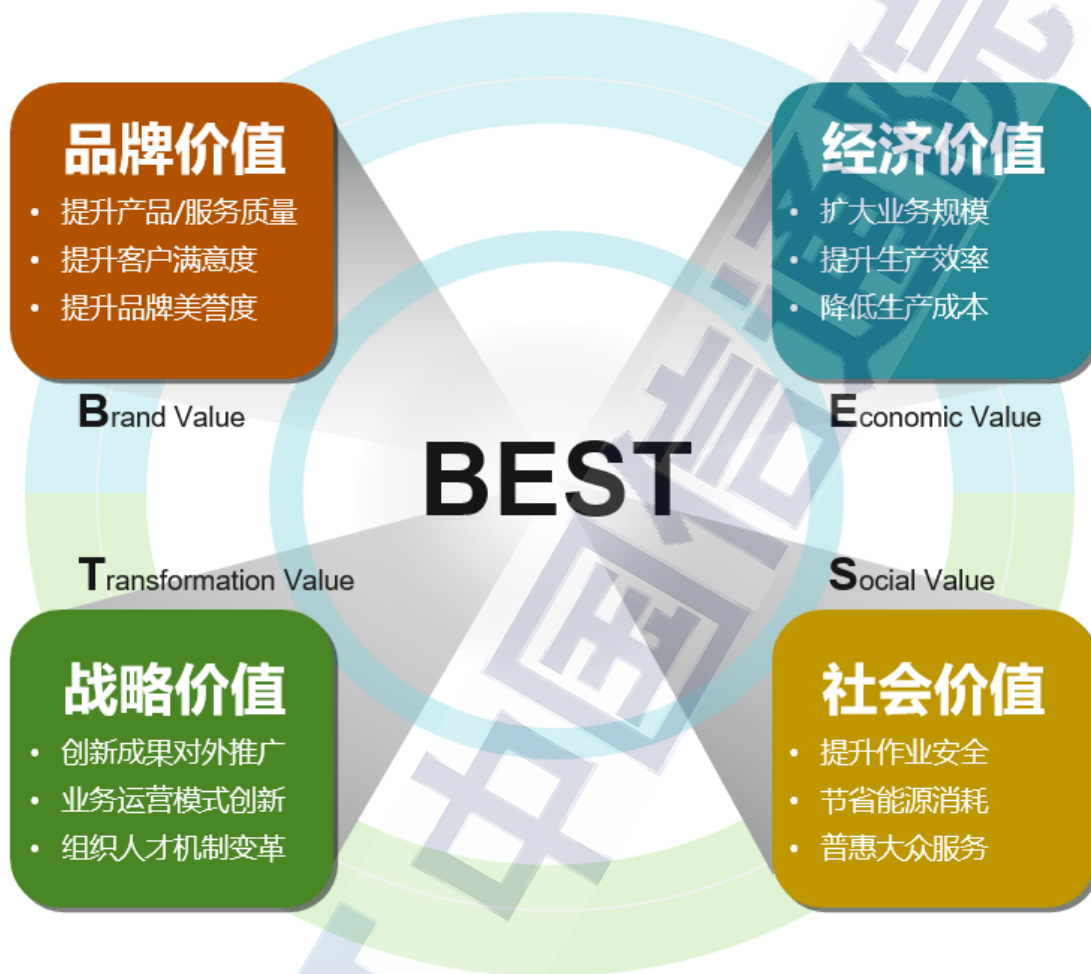 品牌价值
• 提升产品/服务质量
• 提升客户满意度
• 提升品牌美誉度
Brand Value
经济价值
• 扩大业务规模
• 提升生产效率
• 降低生产成本
Economic Value
BEST
Transformation Value
战略价值
• 创新成果对外推广
• 业务运营模式创新
• 组织人才机制变革
Social Value
社会价值
• 提升作业安全
• 节省能源消耗
• 普惠大众服务
中国信通院